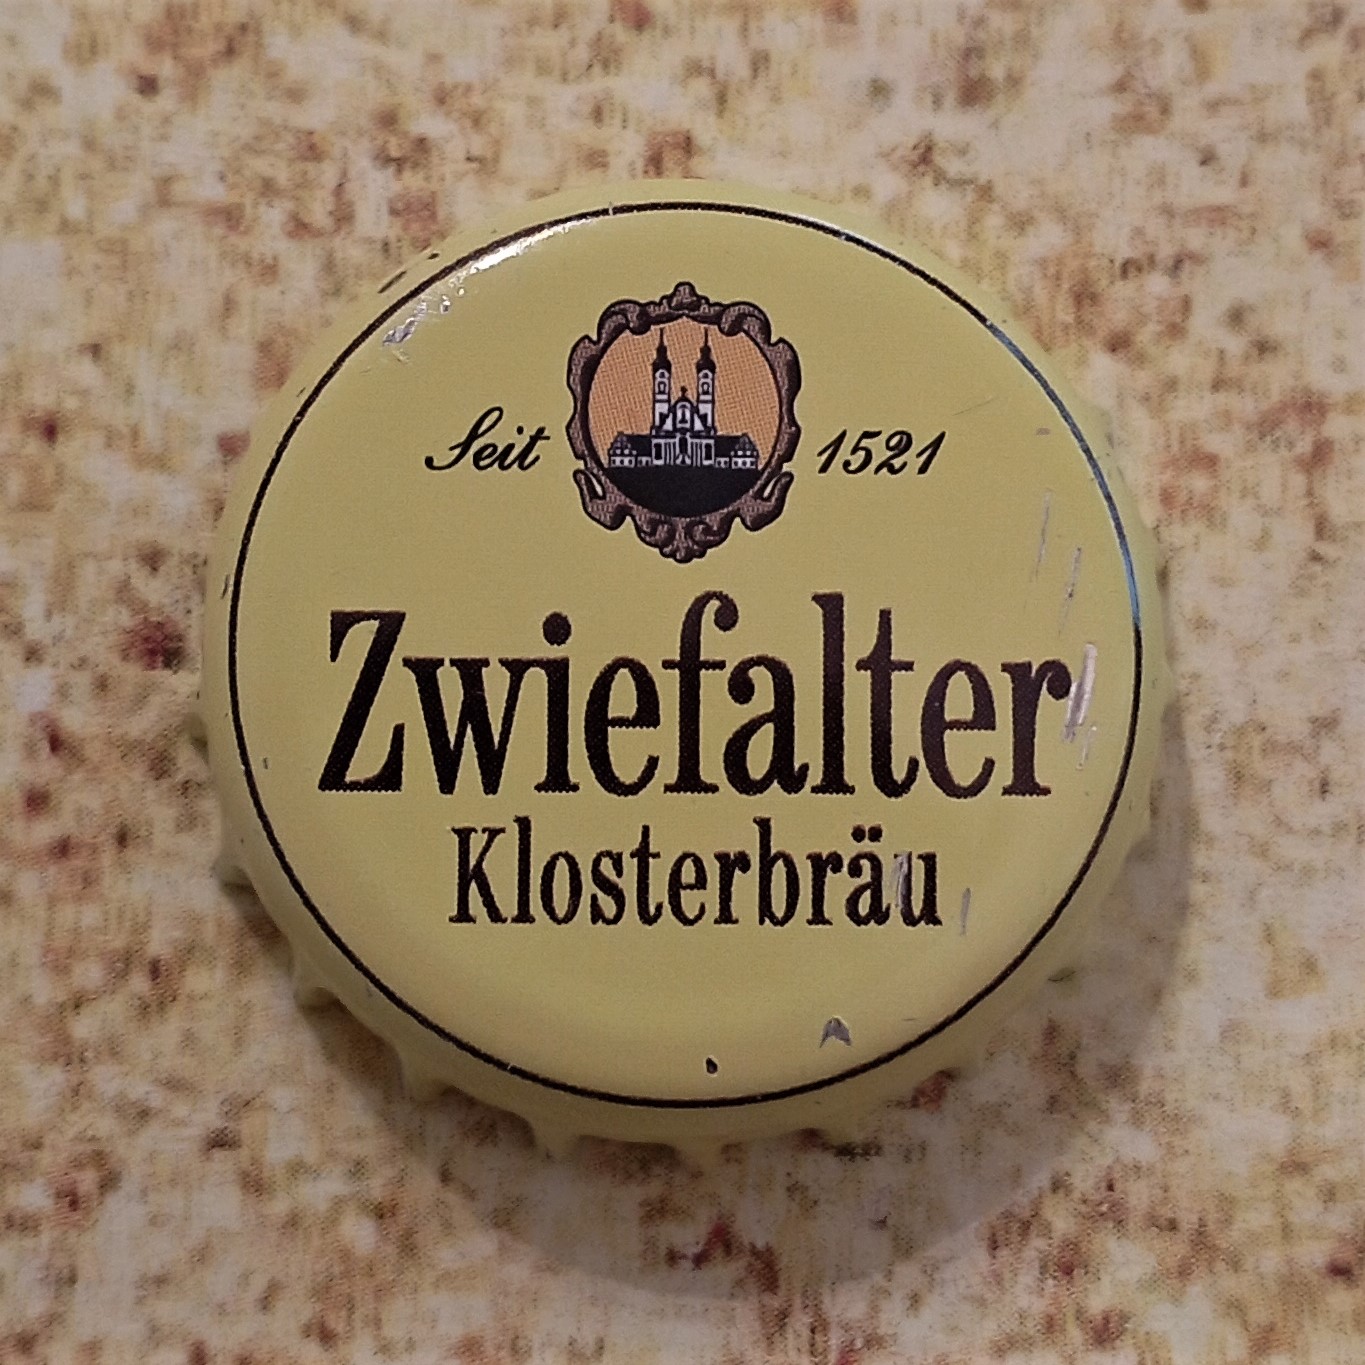 Seit 1521
Zwiefalter
Klosterbräu